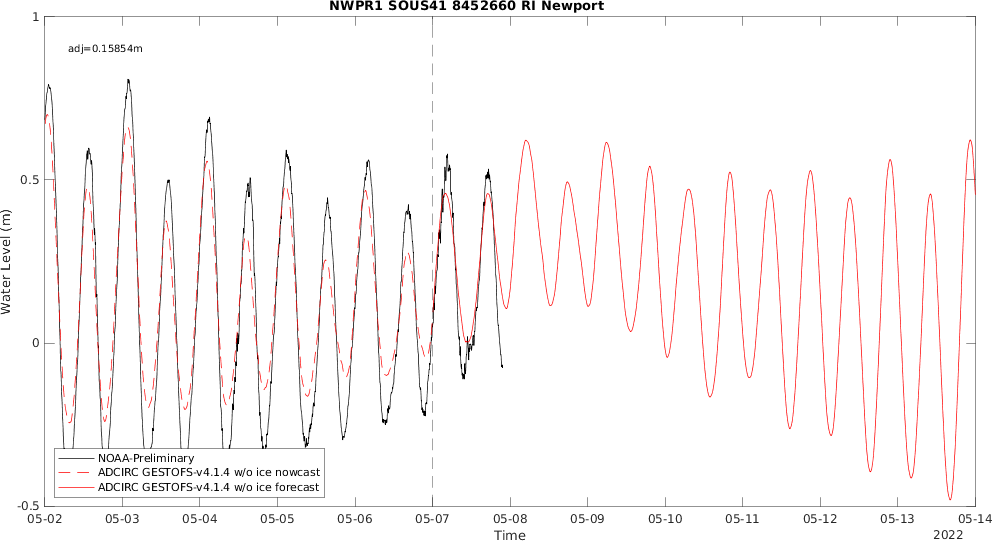 NWPR1 SOUS41 8452660 RI Newport
adj=0.15854m
1
0.5
0
-0.5
Water Level (m)
NOAA-Preliminary
ADCIRC GESTOFS-v4.1.4 w/o ice nowcast
ADCIRC GESTOFS-v4.1.4 w/o ice forecast
05-02 05-03 05-04 05-05 05-06 05-07 05-08 05-09 05-10 05-11 05-12 05-13 05-14
Time
2022